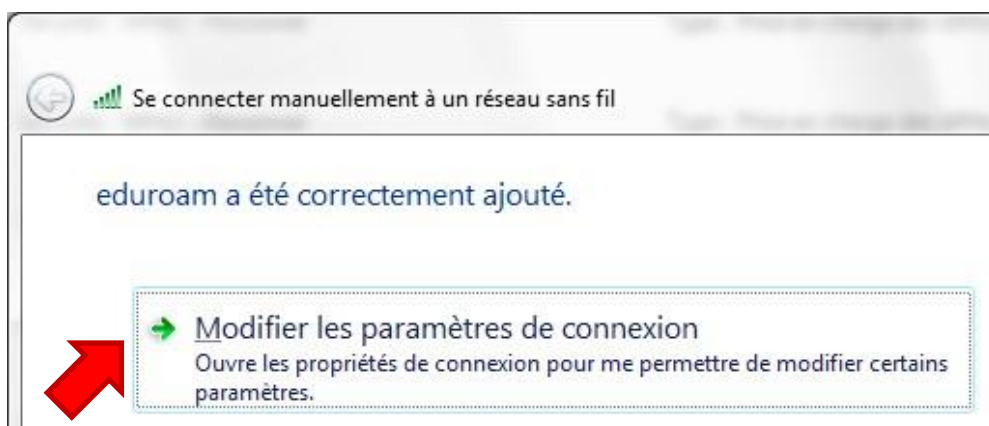 Se connecter manuellement à un réseau sans fil
eduroam a été correctement ajouté.
Modifier les paramètres de connexion
Ouvre les propriétés de connexion pour me permettre de modifier certains
paramètres.